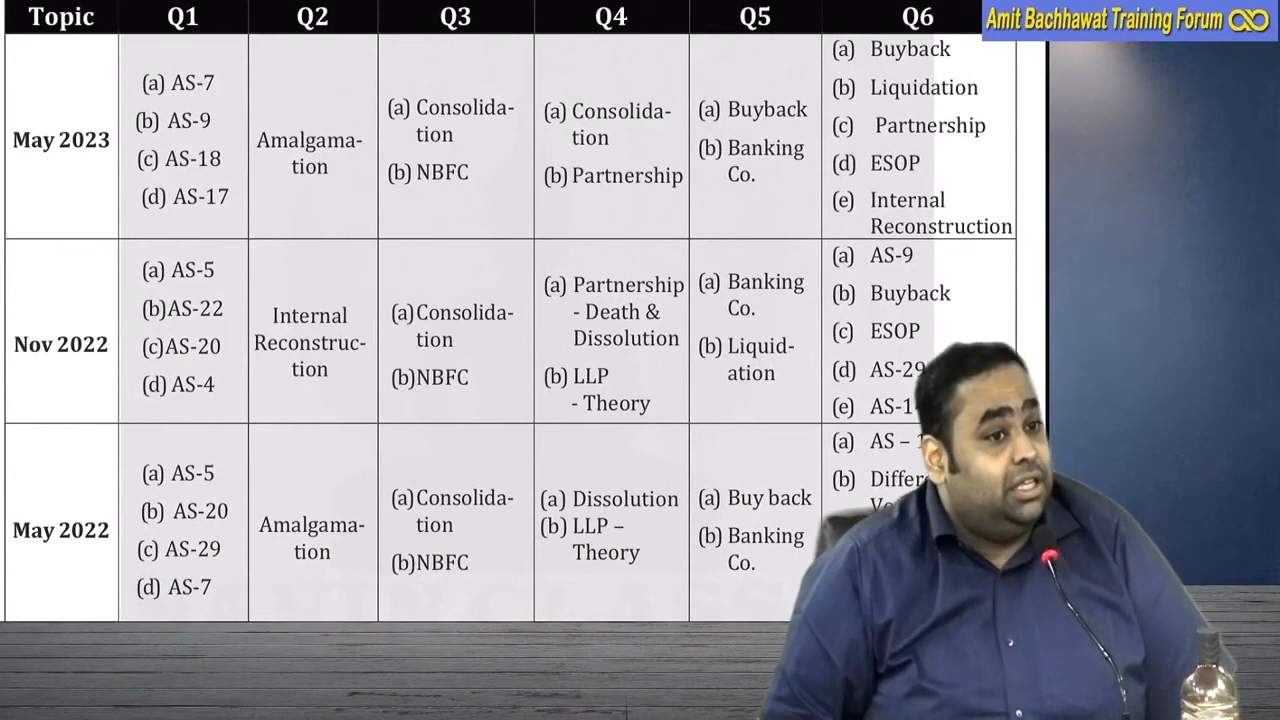 Topic Q1 Q2 Q3 Q4 Q5 Q6
Amit Bachhawat Training Forum
May 2023
(a) AS-7
(b) AS-9
(c) AS-18
(d) AS-17
Amalgama-
tion
(a) Consolida-
tion
(b) NBFC
(a) Consolida-
tion
(b) Partnership
(a) Buyback
(b) Banking
Co.
(a) Buyback
(b) Liquidation
(c) Partnership
(d) ESOP
(e) Internal
Reconstruction
Nov 2022
(a) AS-5
(b)AS-22
(c)AS-20
(d) AS-4
Internal
Reconstruc-
tion
(a)Consolida-
tion
(b)NBFC
(a) Partnership
- Death &
Dissolution
(b) LLP
- Theory
(a) Banking
Co.
(b) Liquid-
ation
(a) AS-9
(b) Buyback
(c) ESOP
(d) AS-29
(e)
May 2022
(a) AS-5
(b) AS-20
(c) AS-29
(d) AS-7
Amalgama-
tion
(a)Consolida-
tion
(b)NBFC
(a) Dissolution
(b) LLP –
Theory
(a) Buy back
(b) Banking
Co.
(a) AS –
(b)